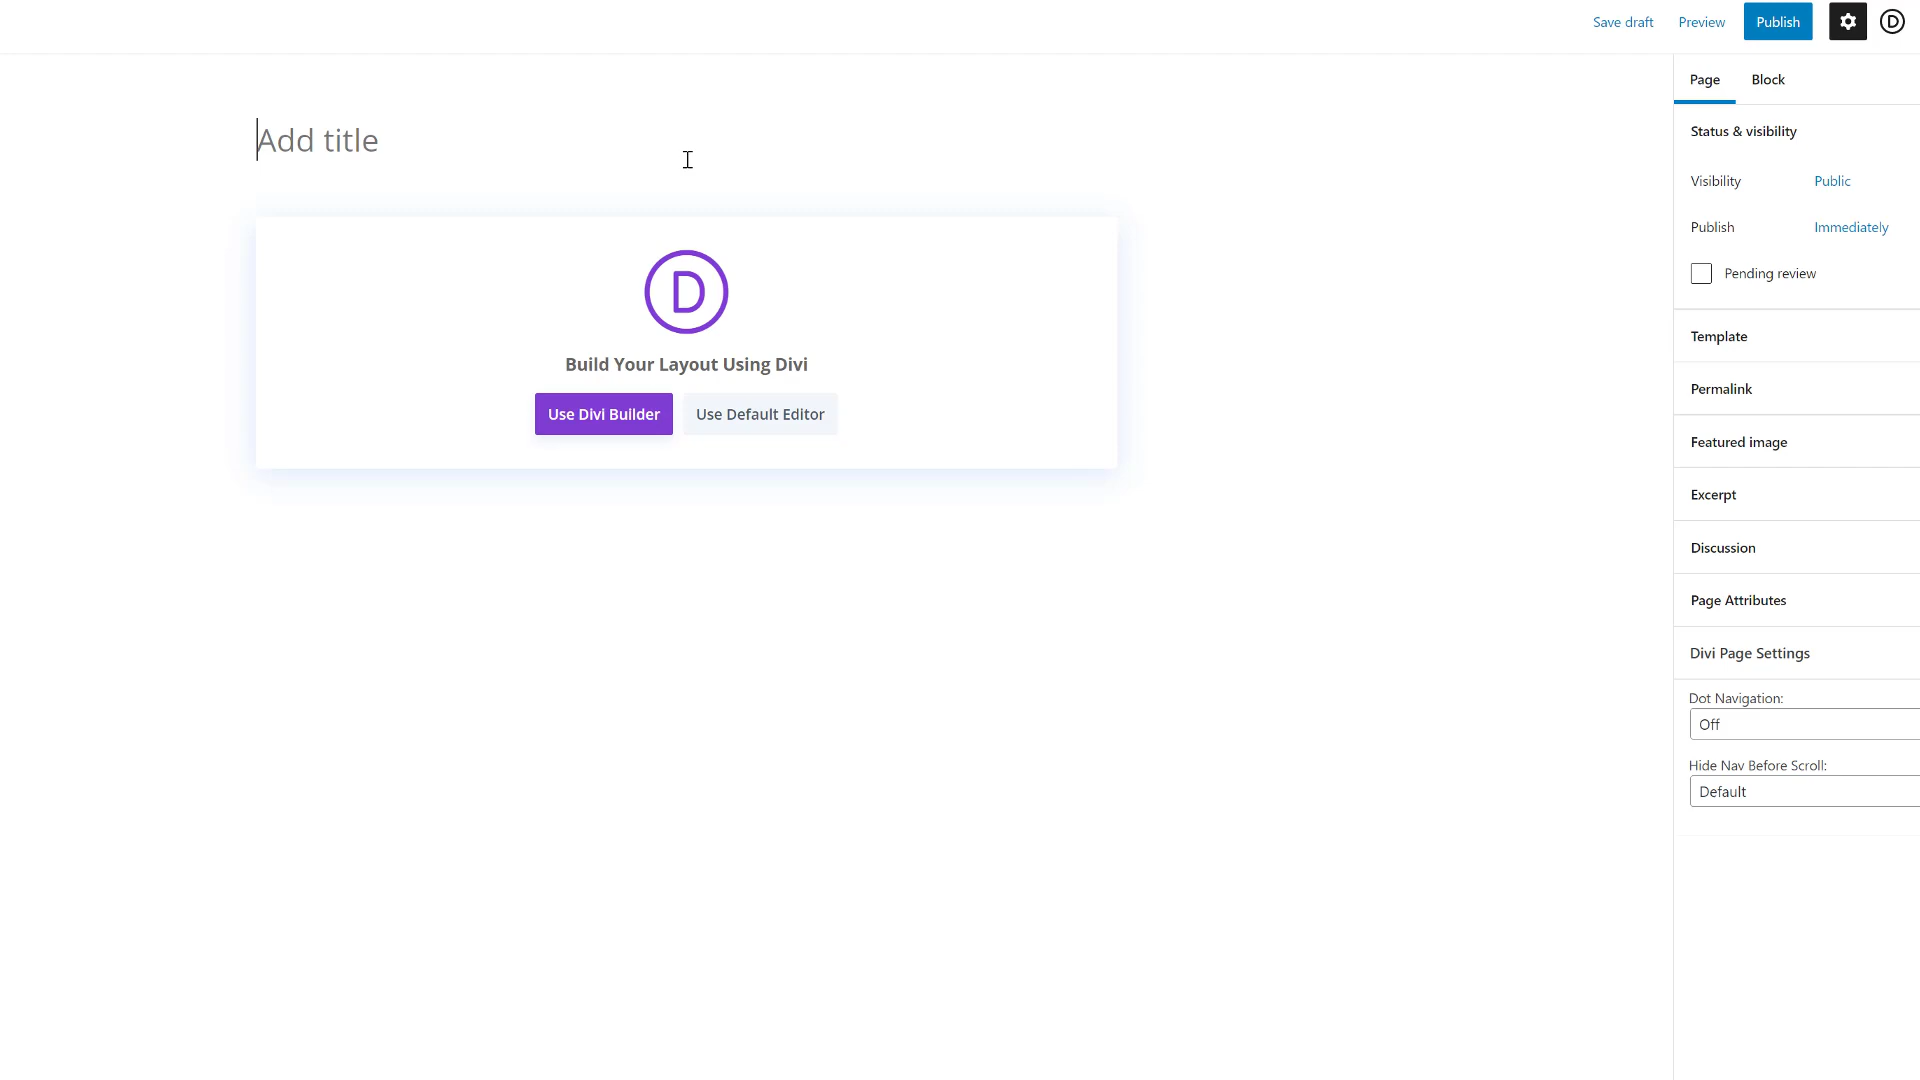 Save draft
Preview
Publish
D
Page
Block
Add title
Status & visibility
Visibility
Public
Publish
Immediately
Pending review
D
Build Your Layout Using Divi
Use Divi Builder
Use Default Editor
Template
Permalink
Featured image
Excerpt
Discussion
Page Attributes
Divi Page Settings
Dot Navigation:
Off
Hide Nav Before Scroll:
Default